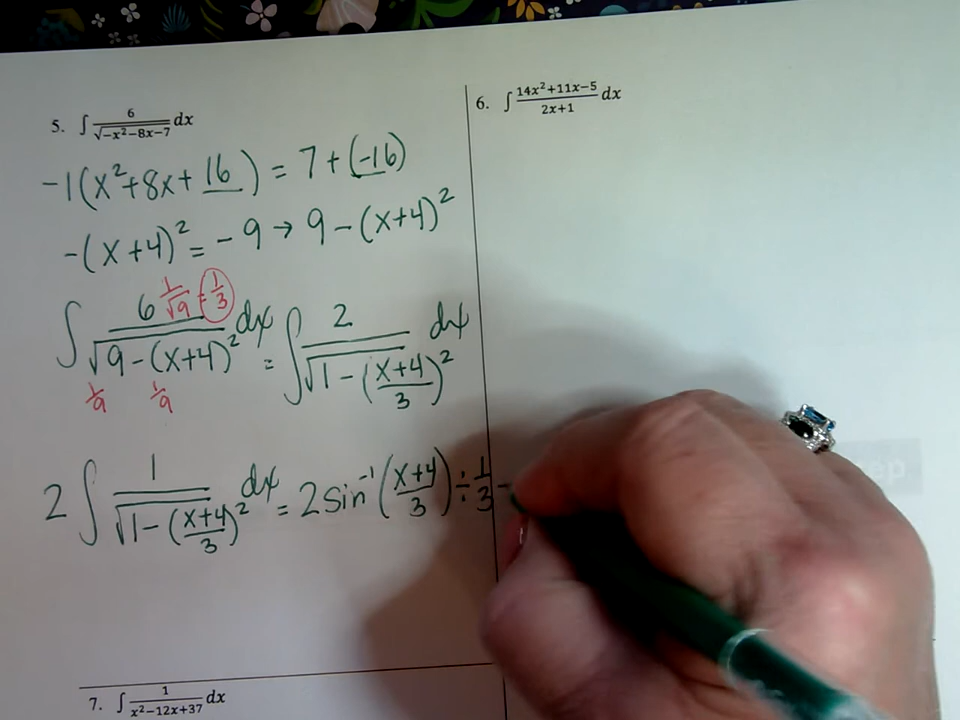 5. ∫ 6/√(-x²-8x-7) dx
-1(x²+8x+16) = 7+(-16)
-(x+4)² = -9 → 9-(x+4)²
1/√9 = 1/3
∫ 6/√(9-(x+4)²) dx = ∫ 2/√(1-((x+4)/3)²) dx
1/9 1/9
2∫ 1/√(1-((x+4)/3)²) dx = 2sin⁻¹((x+4)/3) ÷ 1/3
6. ∫ (14x²+11x-5)/(2x+1) dx
7. ∫ 1/(x²-12x+37) dx